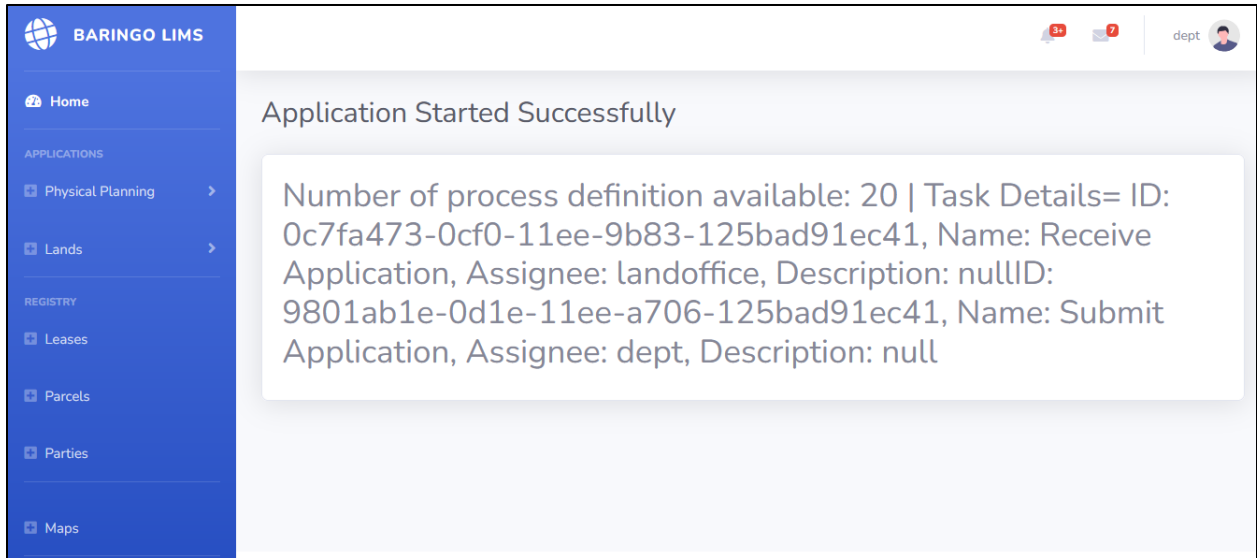 BARINGO LIMS
3+
7
dept
Home
APPLICATIONS
Physical Planning
Lands
REGISTRY
Leases
Parcels
Parties
Maps
Application Started Successfully
Number of process definition available: 20 | Task Details= ID:
0c7fa473-0cf0-11ee-9b83-125bad91ec41, Name: Receive
Application, Assignee: landoffice, Description: nullID:
9801ab1e-0d1e-11ee-a706-125bad91ec41, Name: Submit
Application, Assignee: dept, Description: null